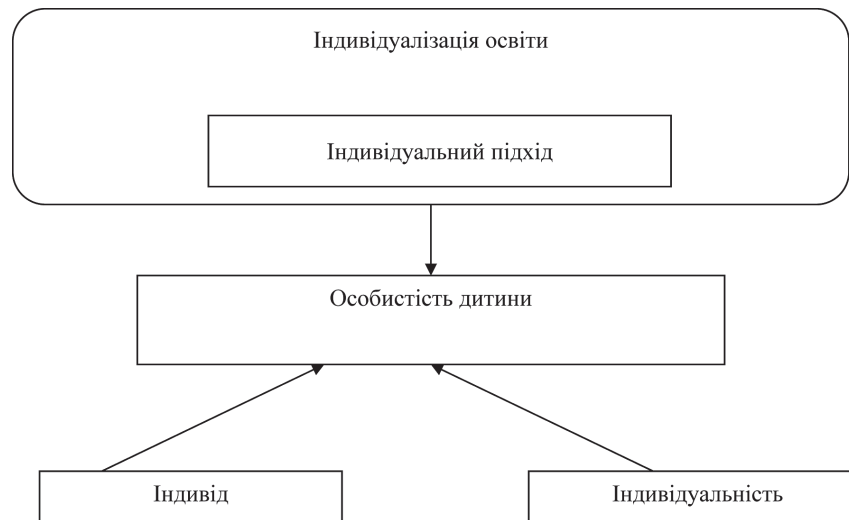 Індивідуалізація освіти
Індивідуальний підхід
Особистість дитини
Індивід
Індивідуальність